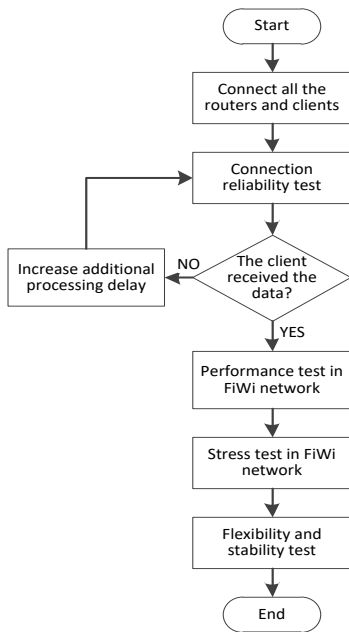 Start
Connect all the
routers and clients
Connection
reliability test
The client
received the
data?
NO
Increase additional
processing delay
YES
Performance test in
FiWi network
Stress test in FiWi
network
Flexibility and
stability test
End